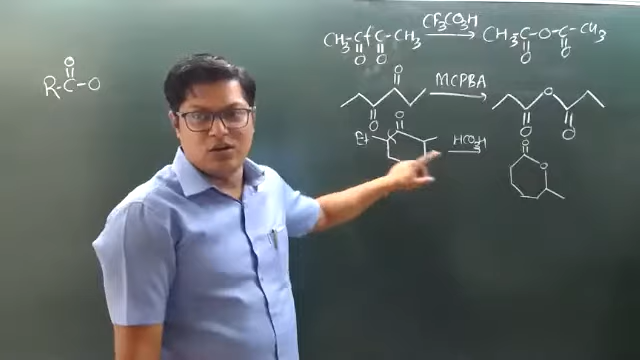 CH₃-C-C-CH₃ CF₃CO₃H CH₃-C-O-C-CH₃
O O O O
O
R-C-O
O MCPBA O
O O O
Et O HCO₃H O
O